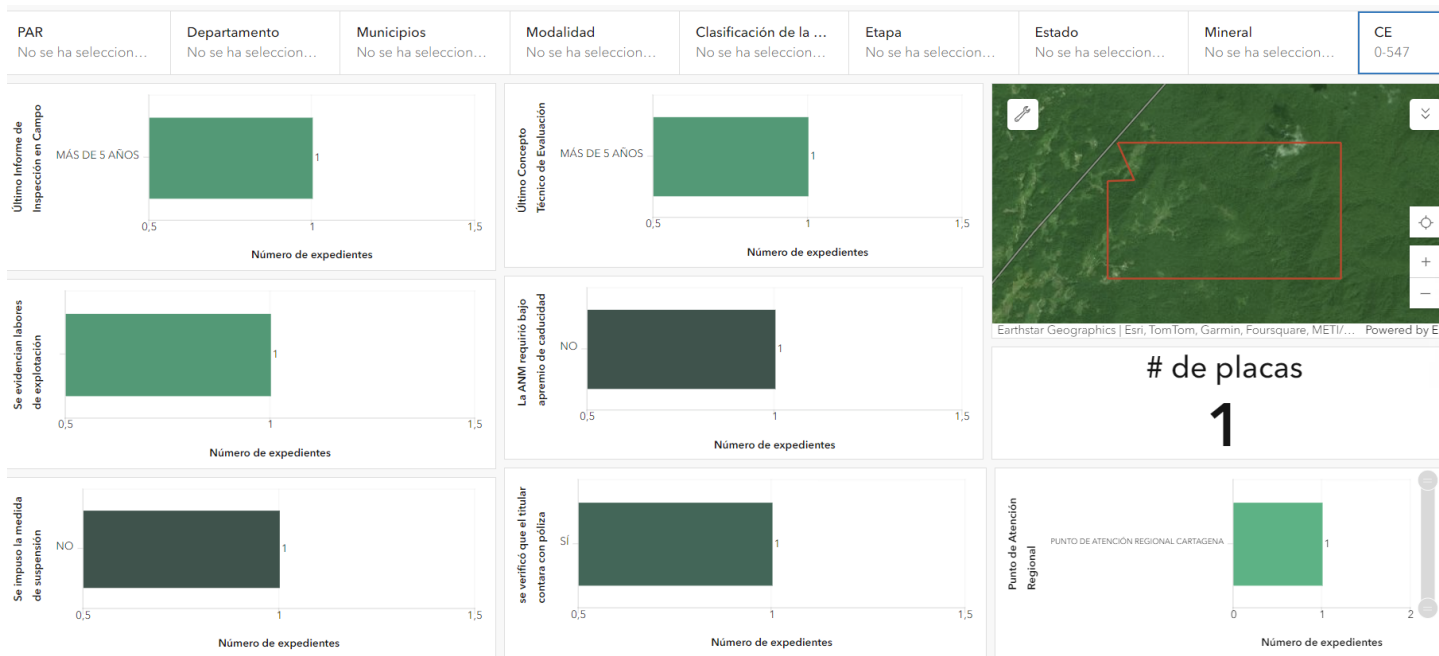 PAR
No se ha seleccion...
Departamento
No se ha seleccion...
Municipios
No se ha seleccion...
Modalidad
No se ha seleccion...
Clasificación de la ...
No se ha seleccion...
Etapa
No se ha seleccion...
Estado
No se ha seleccion...
Mineral
No se ha seleccion...
CE
0-547
Último Informe de
Inspección en Campo
MÁS DE 5 AÑOS
1
0,5 1 1,5
Número de expedientes
Último Concepto
Técnico de Evaluación
MÁS DE 5 AÑOS
1
0,5 1 1,5
Número de expedientes
Earthstar Geographics | Esri, TomTom, Garmin, Foursquare, METI/... Powered by E
Se evidencian labores
de explotación
1
0,5 1 1,5
Número de expedientes
La ANM requirió bajo
apremio de caducidad
NO
1
0,5 1 1,5
Número de expedientes
# de placas
1
Se impuso la medida
de suspensión
NO
1
0,5 1 1,5
Número de expedientes
se verificó que el titular
contara con póliza
SÍ
1
0,5 1 1,5
Número de expedientes
Punto de Atención
Regional
PUNTO DE ATENCIÓN REGIONAL CARTAGENA
1
0 1 2
Número de expedientes